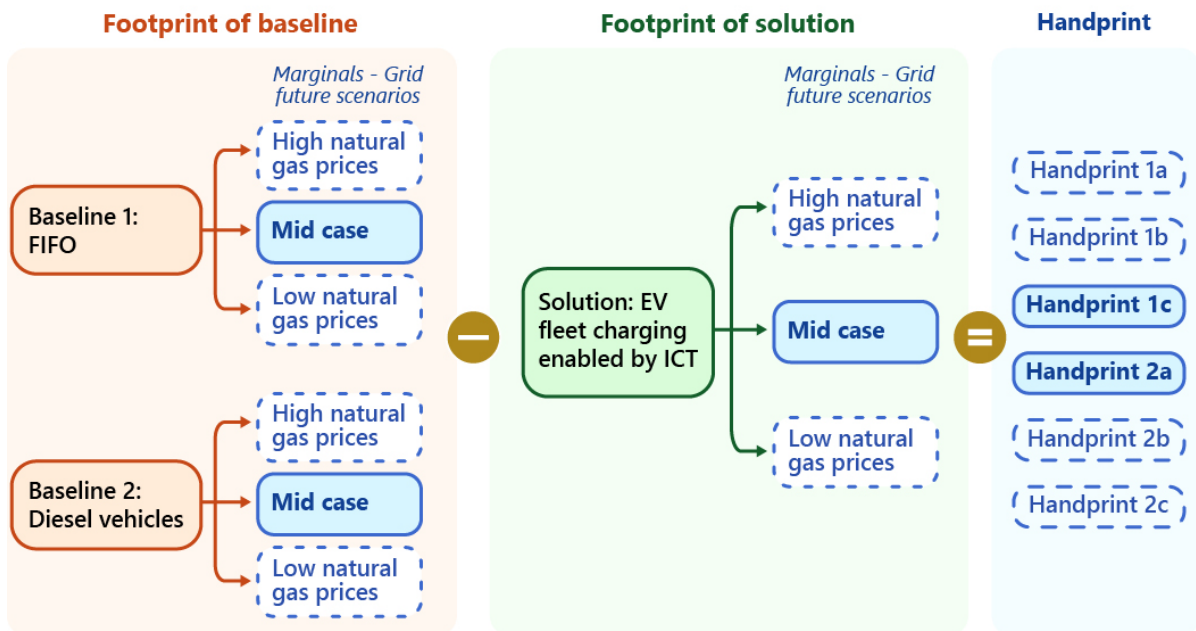 Footprint of baseline
Marginals - Grid
future scenarios
Baseline 1:
FIFO
High natural
gas prices
Mid case
Low natural
gas prices
Baseline 2:
Diesel vehicles
High natural
gas prices
Mid case
Low natural
gas prices
−
Footprint of solution
Marginals - Grid
future scenarios
Solution: EV
fleet charging
enabled by ICT
High natural
gas prices
Mid case
Low natural
gas prices
=
Handprint
Handprint 1a
Handprint 1b
Handprint 1c
Handprint 2a
Handprint 2b
Handprint 2c